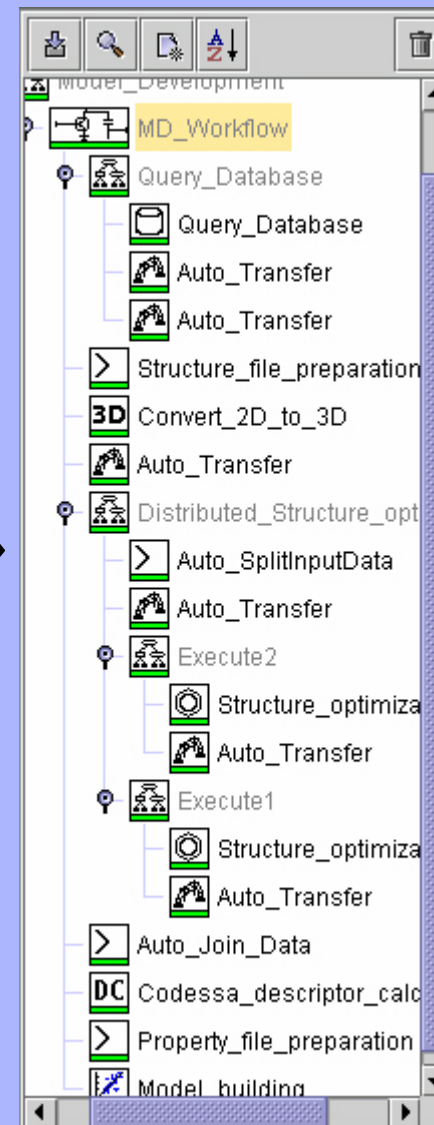 A
Z
Model_Development
MD_Workflow
Query_Database
Query_Database
Auto_Transfer
Auto_Transfer
Structure_file_preparation
3D Convert_2D_to_3D
Auto_Transfer
Distributed_Structure_opt
Auto_SplitInputData
Auto_Transfer
Execute2
Structure_optimiza
Auto_Transfer
Execute1
Structure_optimiza
Auto_Transfer
Auto_Join_Data
DC Codessa_descriptor_calc
Property_file_preparation
Model_building